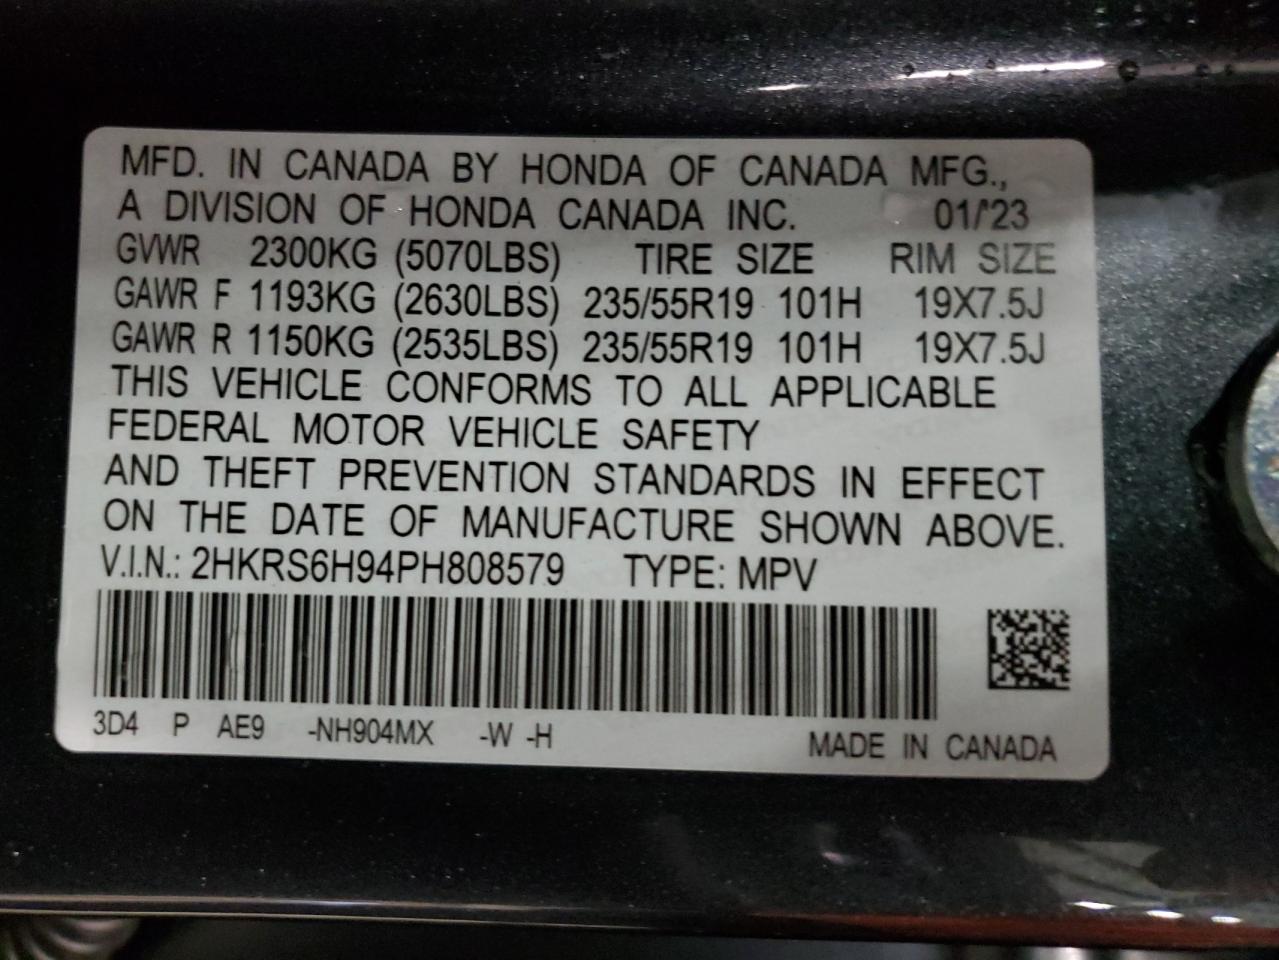 MFD. IN CANADA BY HONDA OF CANADA MFG.,
A DIVISION OF HONDA CANADA INC. 01/'23
GVWR 2300KG (5070LBS) TIRE SIZE RIM SIZE
GAWR F 1193KG (2630LBS) 235/55R19 101H 19X7.5J
GAWR R 1150KG (2535LBS) 235/55R19 101H 19X7.5J
THIS VEHICLE CONFORMS TO ALL APPLICABLE
FEDERAL MOTOR VEHICLE SAFETY
AND THEFT PREVENTION STANDARDS IN EFFECT
ON THE DATE OF MANUFACTURE SHOWN ABOVE.
V.I.N.: 2HKRS6H94PH808579 TYPE: MPV
3D4 P AE9 -NH904MX -W -H MADE IN CANADA